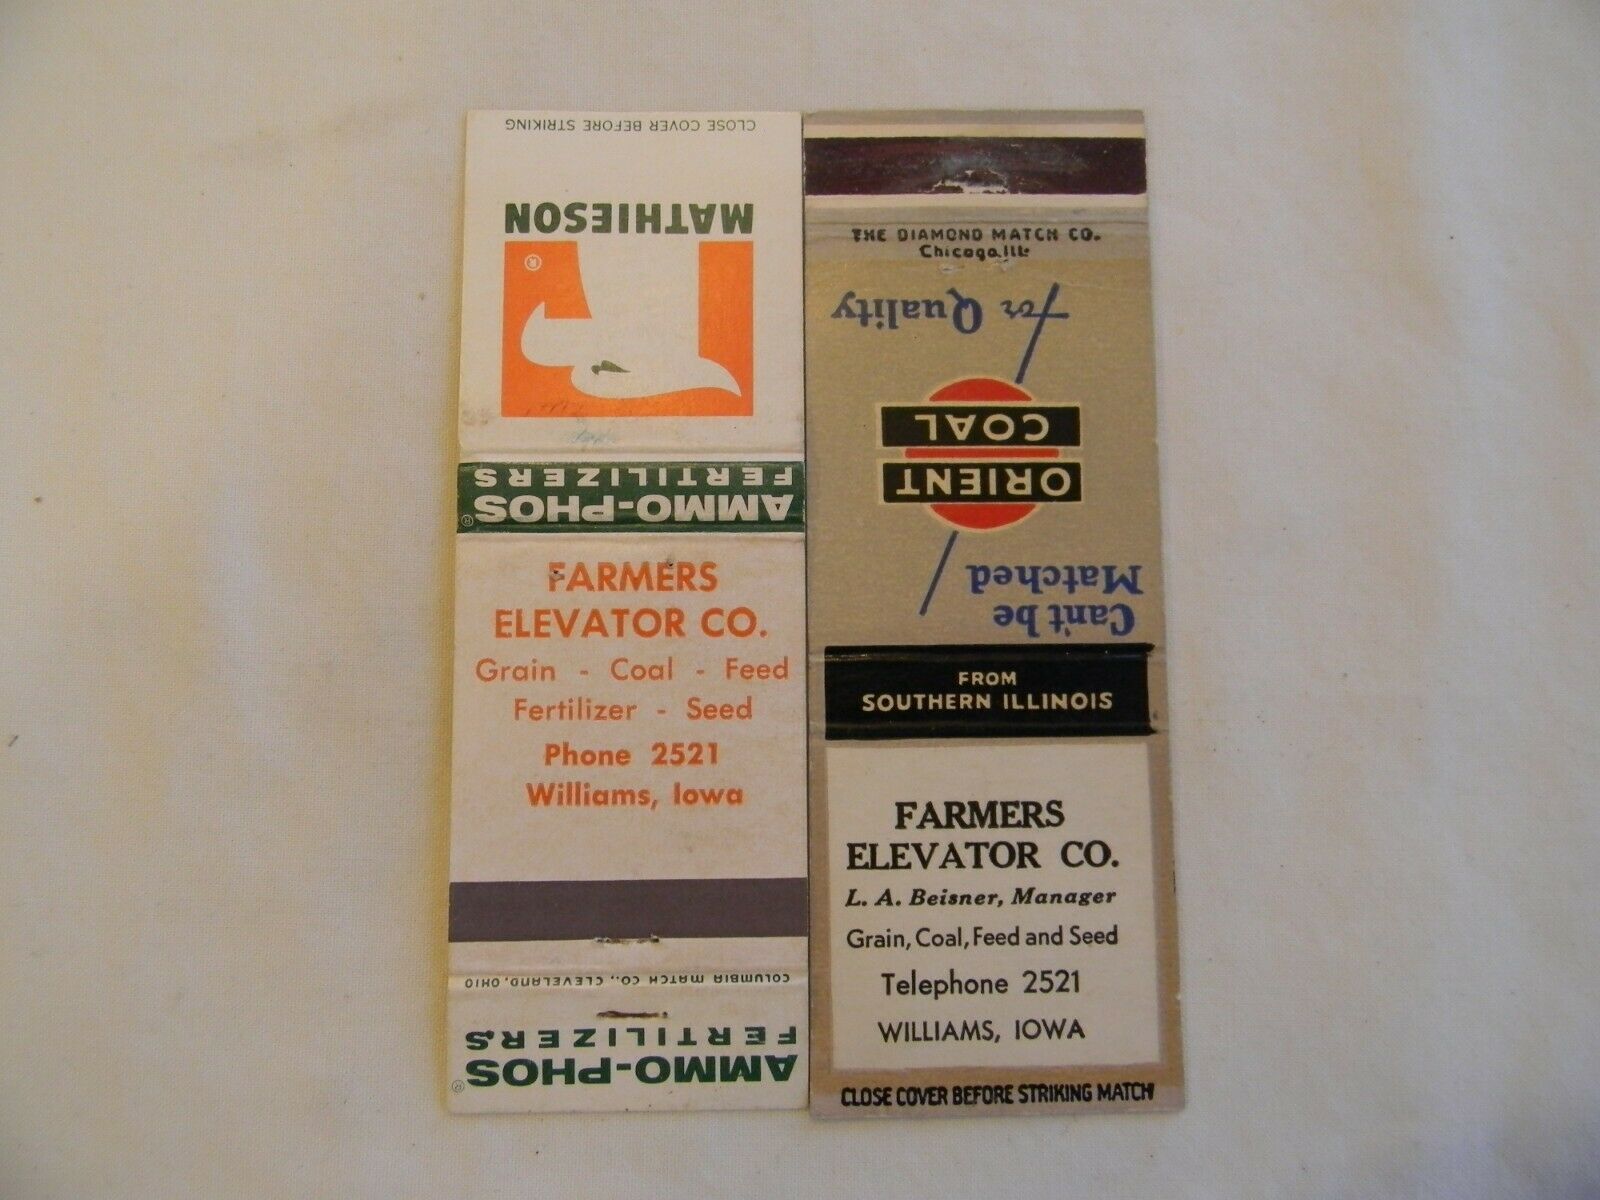 CLOSE COVER BEFORE STRIKING
MATHIESON
®
AMMO-PHOS®
FERTILIZERS
FARMERS
ELEVATOR CO.
Grain - Coal - Feed
Fertilizer - Seed
Phone 2521
Williams, Iowa
COLUMBIA MATCH CO., CLEVELAND, OHIO
AMMO-PHOS®
FERTILIZERS
THE DIAMOND MATCH CO.
Chicago, Ill.
Can't be
Matched
ORIENT
COAL
for Quality
FROM
SOUTHERN ILLINOIS
FARMERS
ELEVATOR CO.
L. A. Beisner, Manager
Grain, Coal, Feed and Seed
Telephone 2521
WILLIAMS, IOWA
CLOSE COVER BEFORE STRIKING MATCH